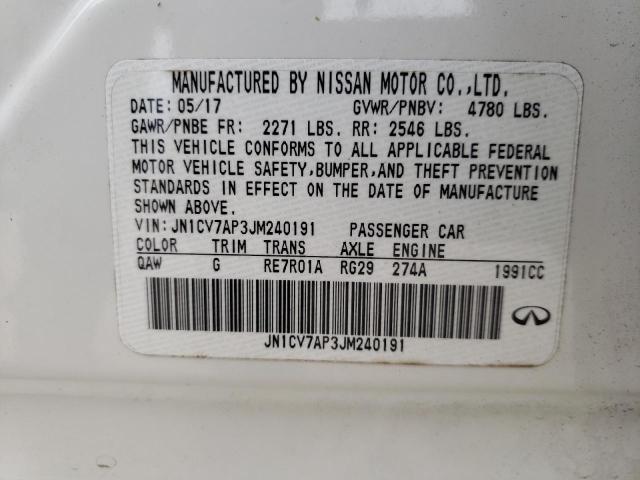 MANUFACTURED BY NISSAN MOTOR CO.,LTD.
DATE: 05/17 GVWR/PNBV: 4780 LBS.
GAWR/PNBE FR: 2271 LBS. RR: 2546 LBS.
THIS VEHICLE CONFORMS TO ALL APPLICABLE FEDERAL
MOTOR VEHICLE SAFETY,BUMPER,AND THEFT PREVENTION
STANDARDS IN EFFECT ON THE DATE OF MANUFACTURE
SHOWN ABOVE.
VIN: JN1CV7AP3JM240191 PASSENGER CAR
COLOR TRIM TRANS AXLE ENGINE
QAW G RE7R01A RG29 274A 1991CC
JN1CV7AP3JM240191